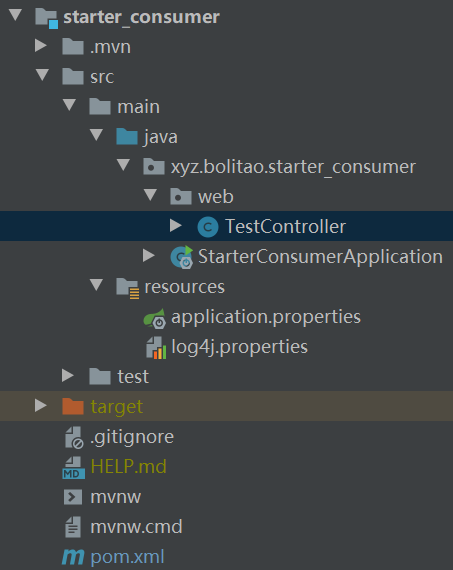 starter_consumer
.mvn
src
main
java
xyz.bolitao.starter_consumer
web
C TestController
StarterConsumerApplication
resources
application.properties
log4j.properties
test
target
.gitignore
MD HELP.md
mvnw
mvnw.cmd
m pom.xml